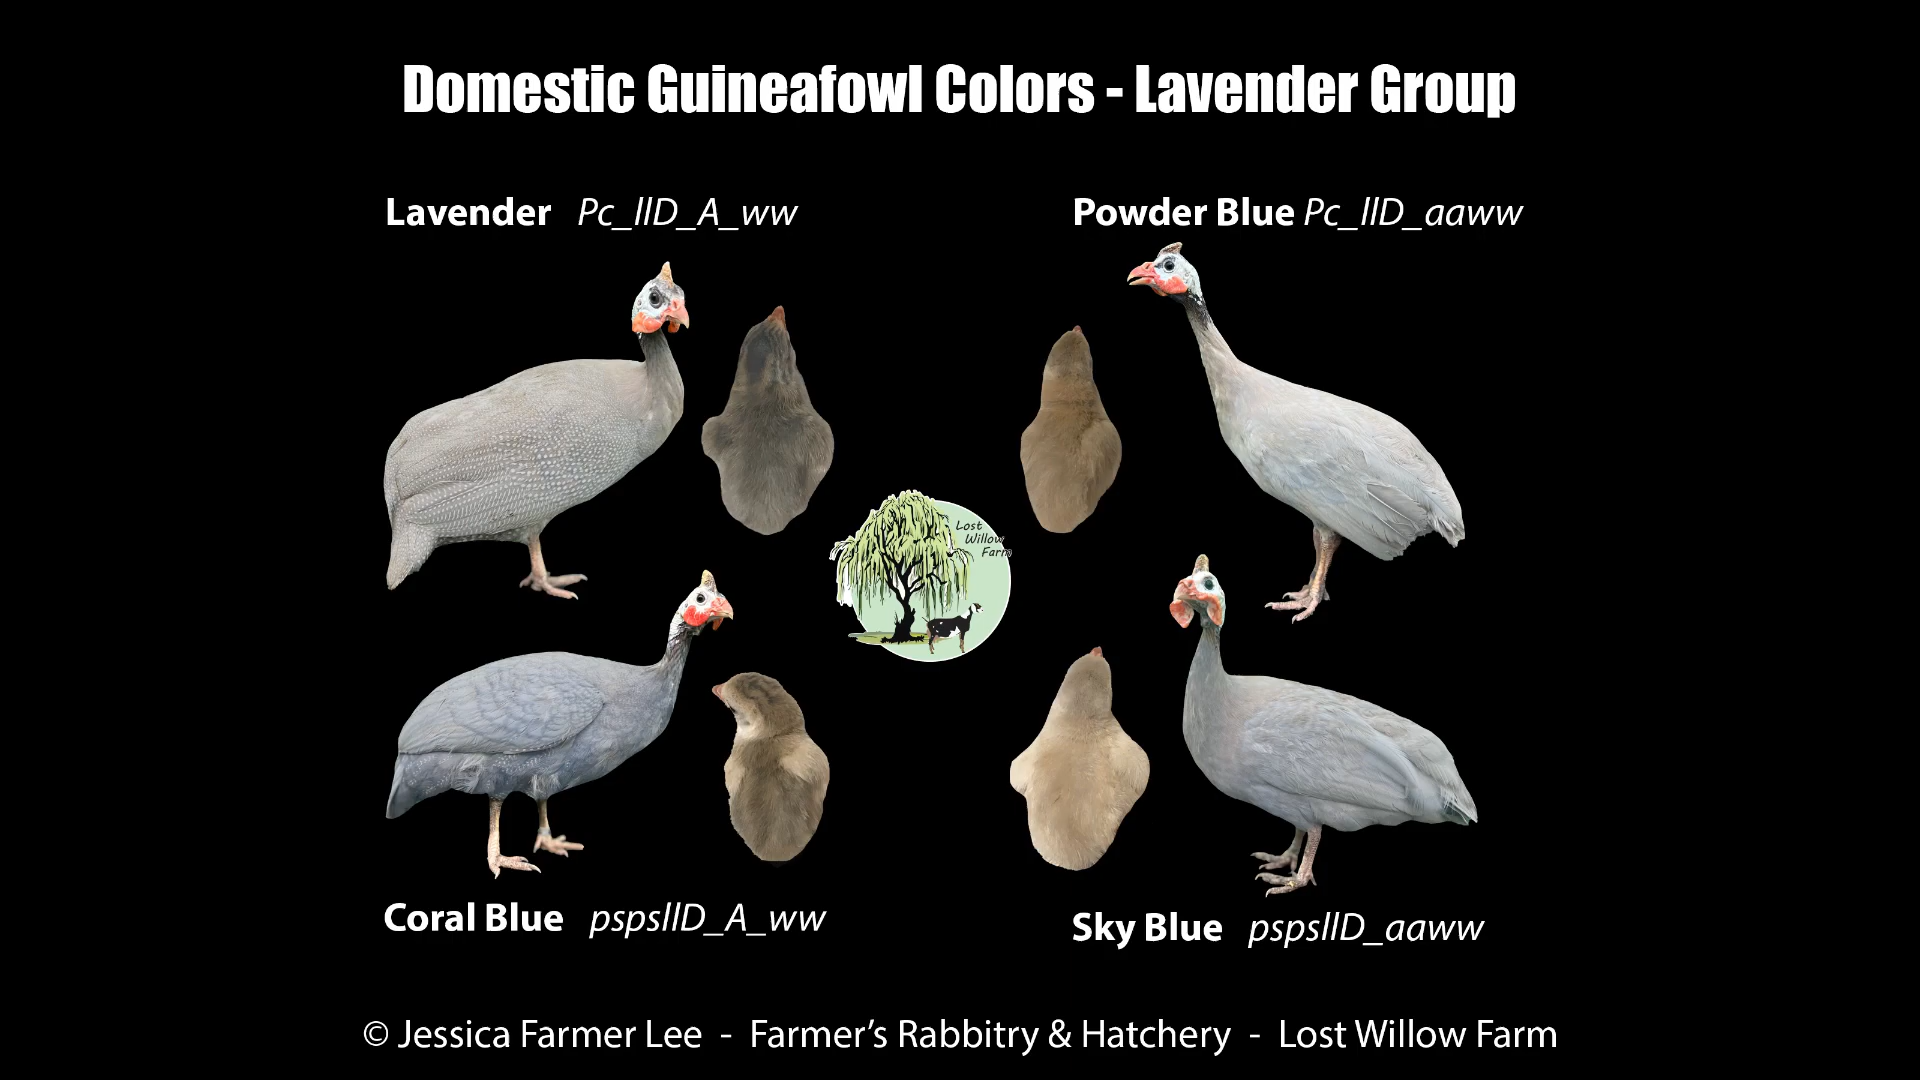 Domestic Guineafowl Colors - Lavender Group
Lavender Pc_llD_A_ww
Powder Blue Pc_llD_aaww
Lost
Willow
Farm
Coral Blue pspsllD_A_ww
Sky Blue pspsllD_aaww
© Jessica Farmer Lee - Farmer’s Rabbitry & Hatchery - Lost Willow Farm